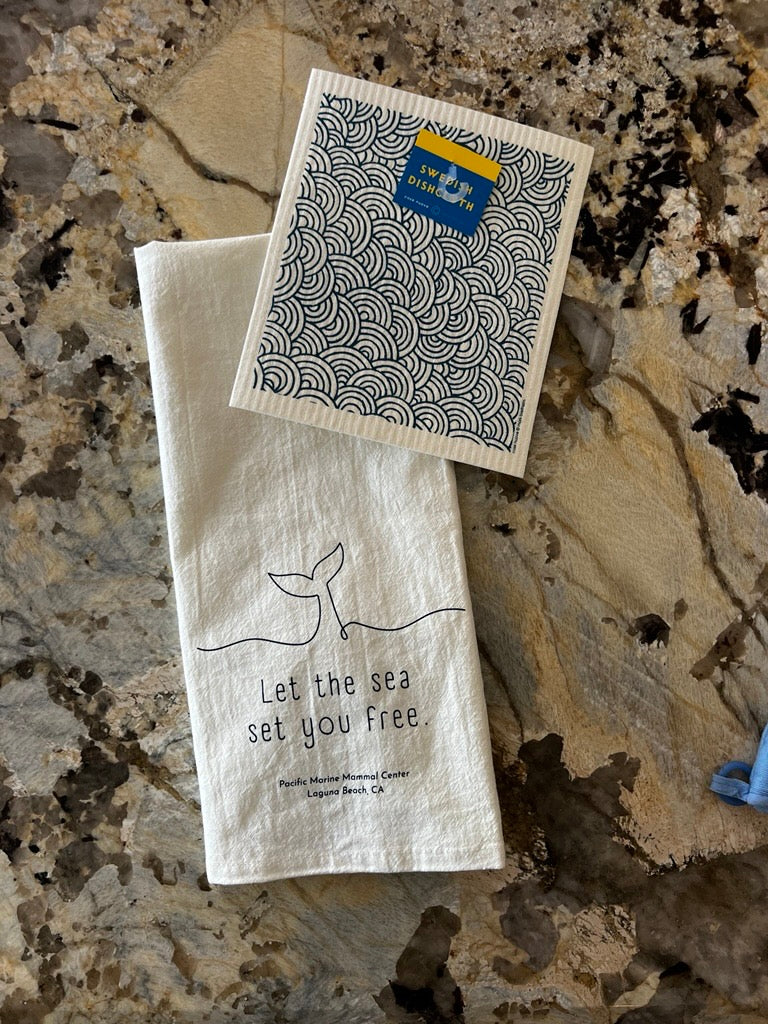 SWEDISH
DISHCLOTH
Let the sea
set you free.
Pacific Marine Mammal Center
Laguna Beach, CA